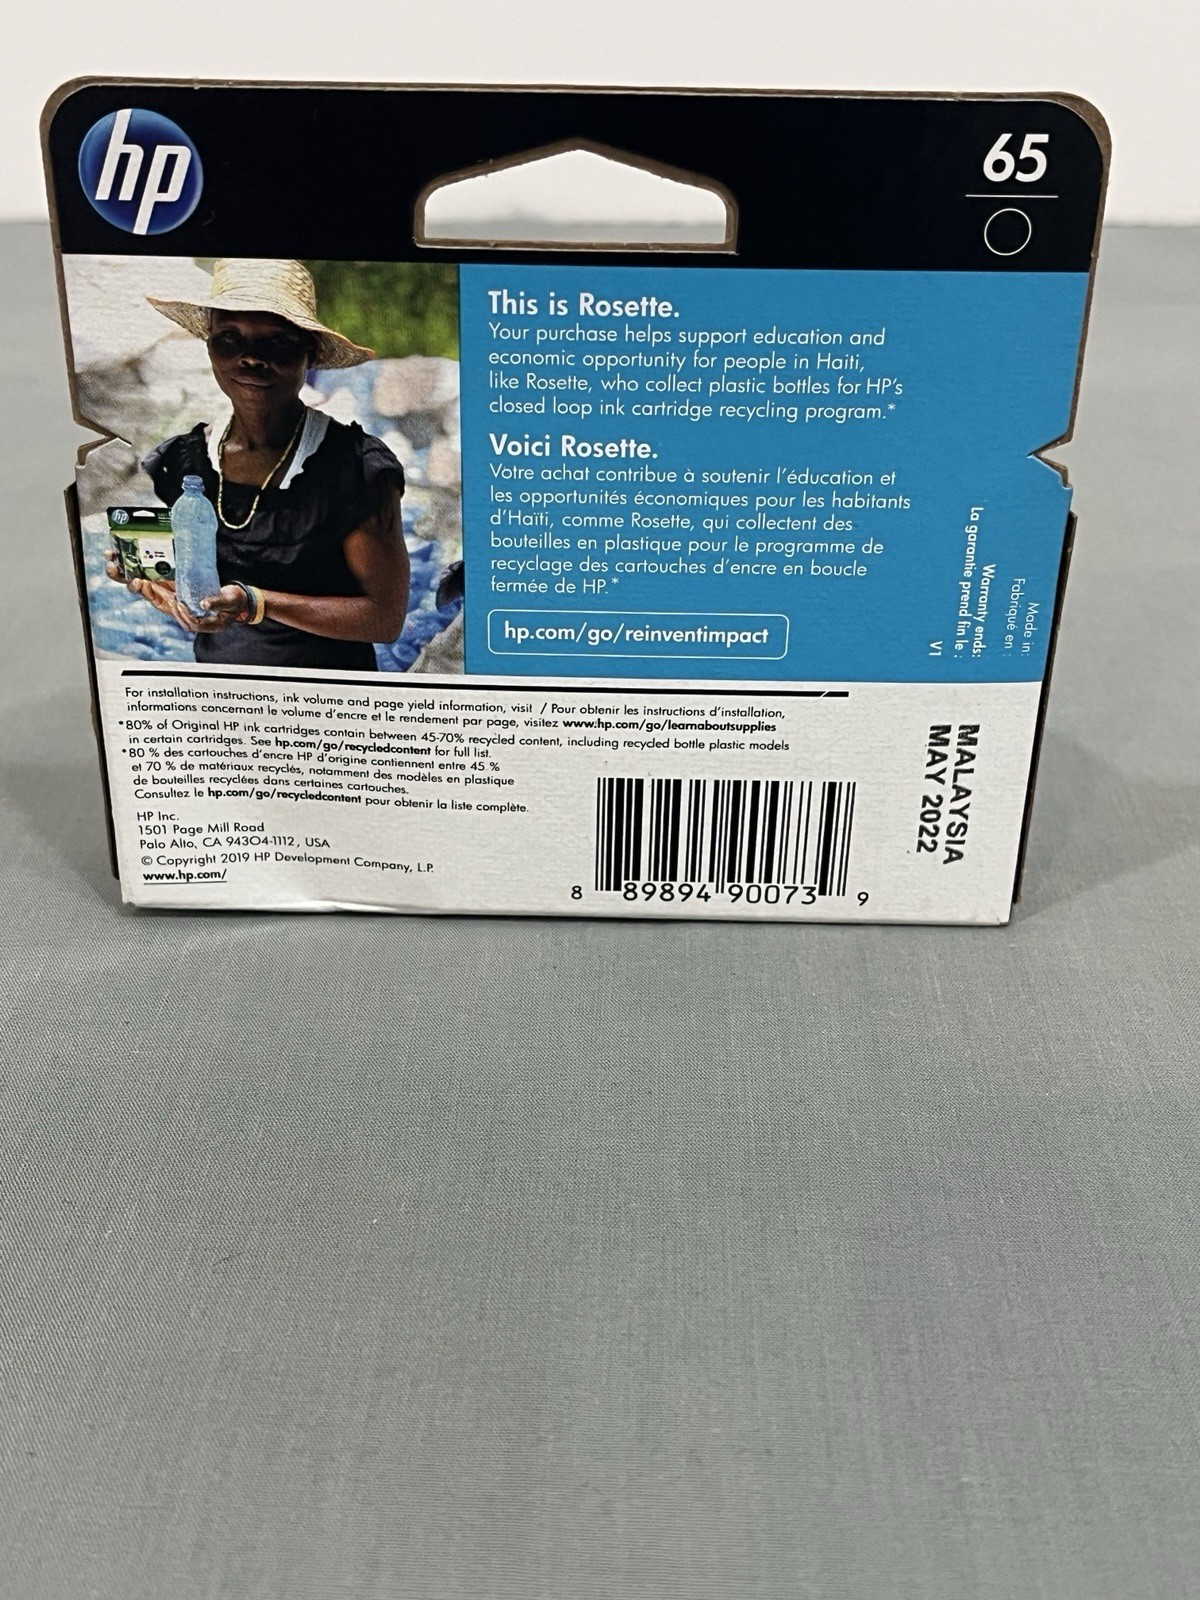 hp
65
This is Rosette.
Your purchase helps support education and
economic opportunity for people in Haiti,
like Rosette, who collect plastic bottles for HP's
closed loop ink cartridge recycling program.*
Voici Rosette.
Votre achat contribue à soutenir l'éducation et
les opportunités économiques pour les habitants
d'Haïti, comme Rosette, qui collectent des
bouteilles en plastique pour le programme de
recyclage des cartouches d'encre en boucle
fermée de HP.*
hp.com/go/reinventimpact
Made in:
Fabriqué en :
Warranty ends:
La garantie prend fin le :
V1
MALAYSIA
MAY 2022
For installation instructions, ink volume and page yield information, visit / Pour obtenir les instructions d'installation,
informations concernant le volume d'encre et le rendement par page, visitez www.hp.com/go/learnaboutsupplies
*80% of Original HP ink cartridges contain between 45-70% recycled content, including recycled bottle plastic models
in certain cartridges. See hp.com/go/recycledcontent for full list.
*80 % des cartouches d'encre HP d'origine contiennent entre 45 %
et 70 % de matériaux recyclés, notamment des modèles en plastique
de bouteilles recyclées dans certaines cartouches.
Consultez le hp.com/go/recycledcontent pour obtenir la liste complète.
HP Inc.
1501 Page Mill Road
Palo Alto, CA 94304-1112, USA
© Copyright 2019 HP Development Company, L.P.
www.hp.com/
8 89894 90073 9